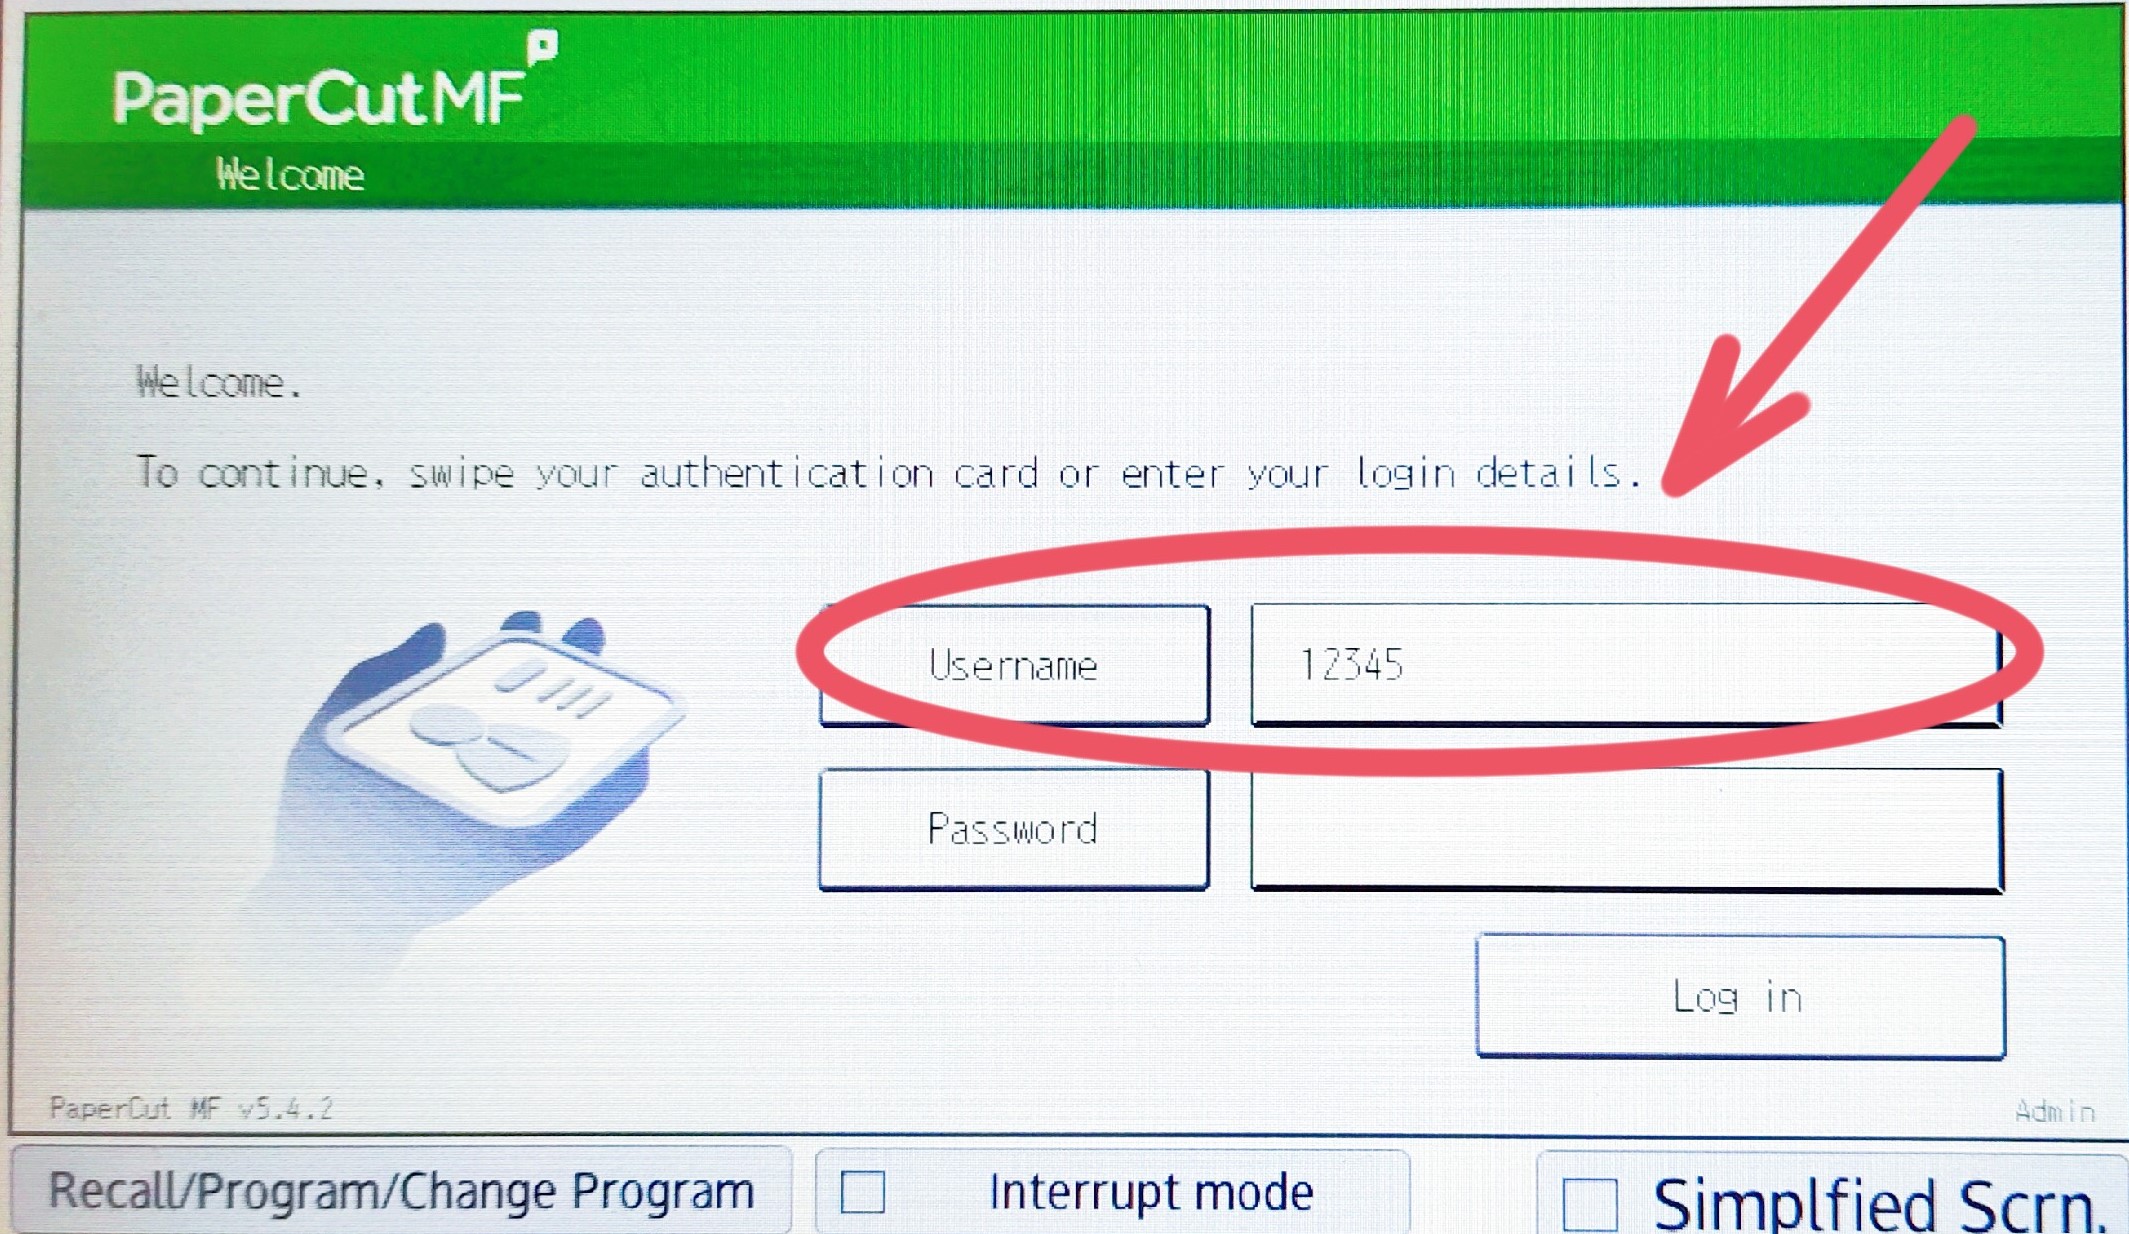 PaperCut MF
Welcome
Welcome.
To continue, swipe your authentication card or enter your login details.
Username
12345
Password
Log in
PaperCut MF v5.4.2
Admin
Recall/Program/Change Program
Interrupt mode
Simplfied Scrn.